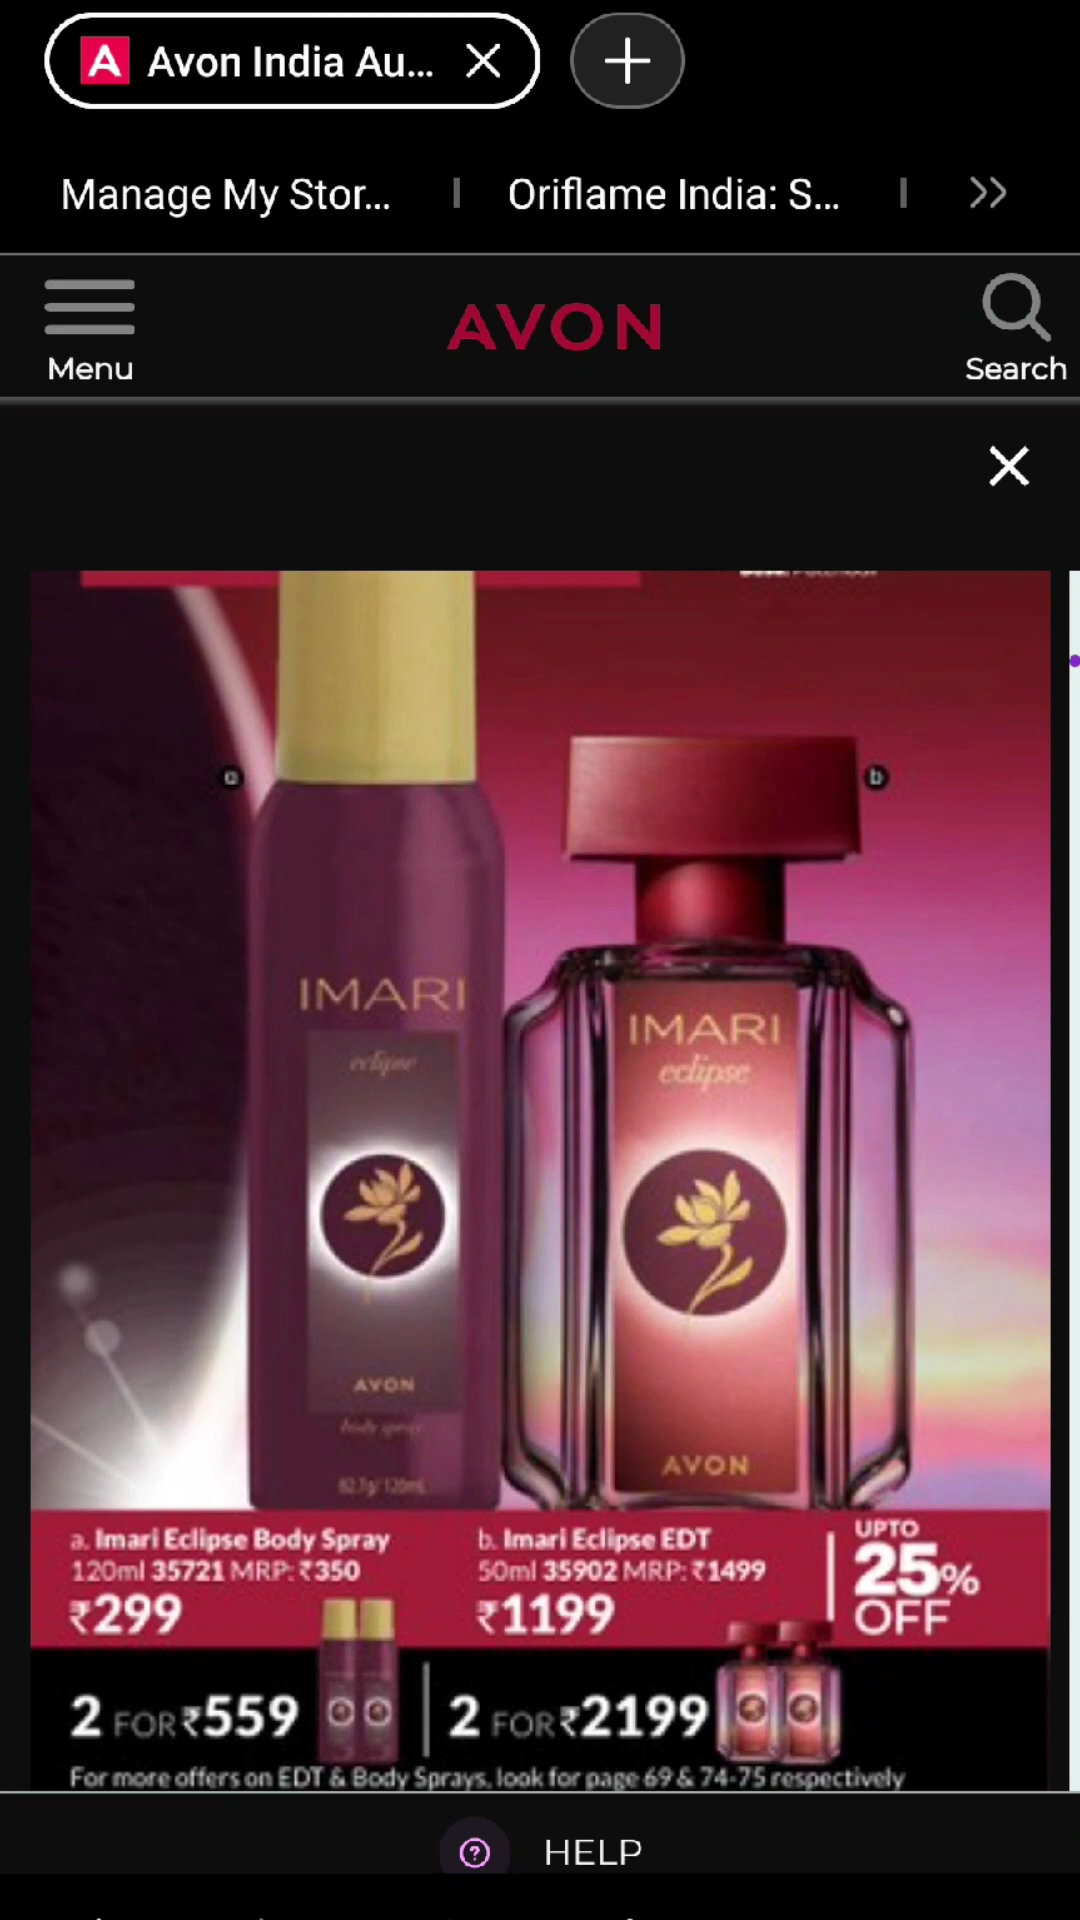 Avon India Au...
Manage My Stor...
Oriflame India: S...
Menu
AVON
Search
a
b
IMARI
eclipse
AVON
body spray
IMARI
eclipse
AVON
a. Imari Eclipse Body Spray
120ml 35721 MRP: ₹350
₹299
b. Imari Eclipse EDT
50ml 35902 MRP: ₹1499
₹1199
UPTO
25%
OFF
2 FOR ₹559
2 FOR ₹2199
For more offers on EDT & Body Sprays, look for page 69 & 74-75 respectively
HELP